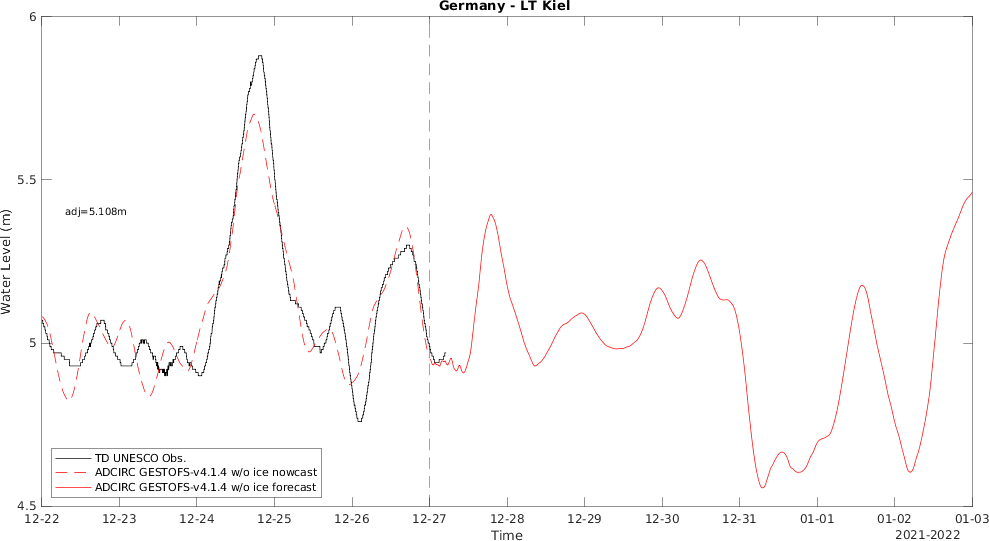 Germany - LT Kiel
6
5.5
5
4.5
Water Level (m)
adj=5.108m
TD UNESCO Obs.
ADCIRC GESTOFS-v4.1.4 w/o ice nowcast
ADCIRC GESTOFS-v4.1.4 w/o ice forecast
12-22 12-23 12-24 12-25 12-26 12-27 12-28 12-29 12-30 12-31 01-01 01-02 01-03
Time
2021-2022